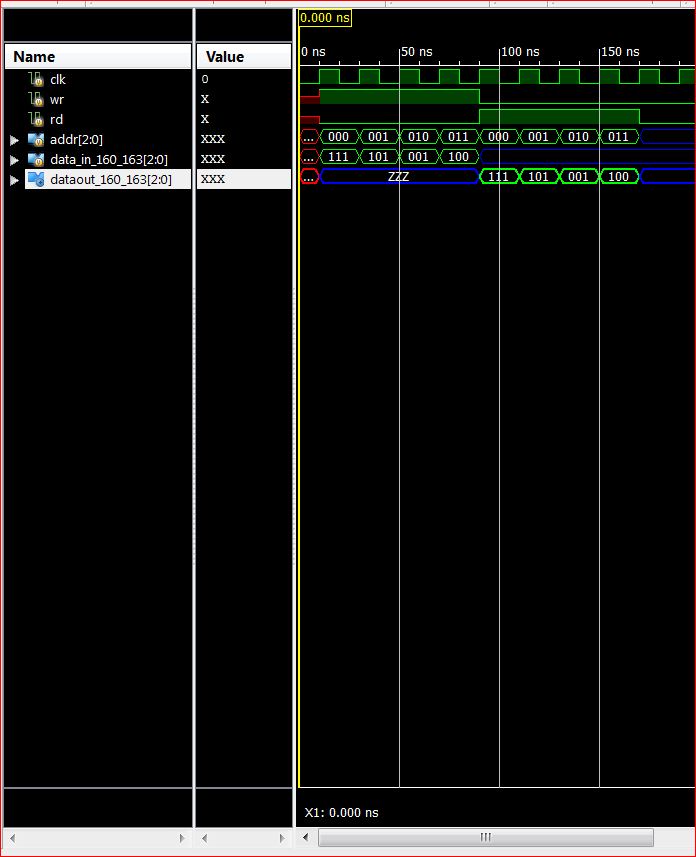 0.000 ns
Name Value 0 ns 50 ns 100 ns 150 ns
clk 0
wr X
rd X
addr[2:0] XXX ... 000 001 010 011 000 001 010 011
data_in_160_163[2:0] XXX ... 111 101 001 100
dataout_160_163[2:0] XXX ... ZZZ 111 101 001 100
X1: 0.000 ns